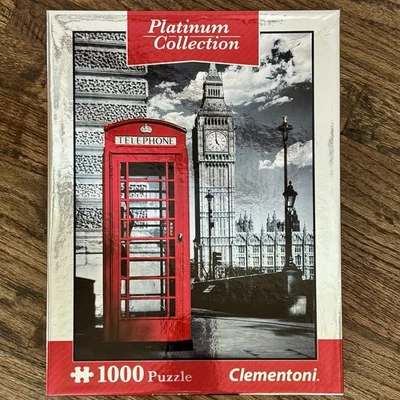 Platinum
Collection
TELEPHONE
1000 Puzzle
Clementoni.